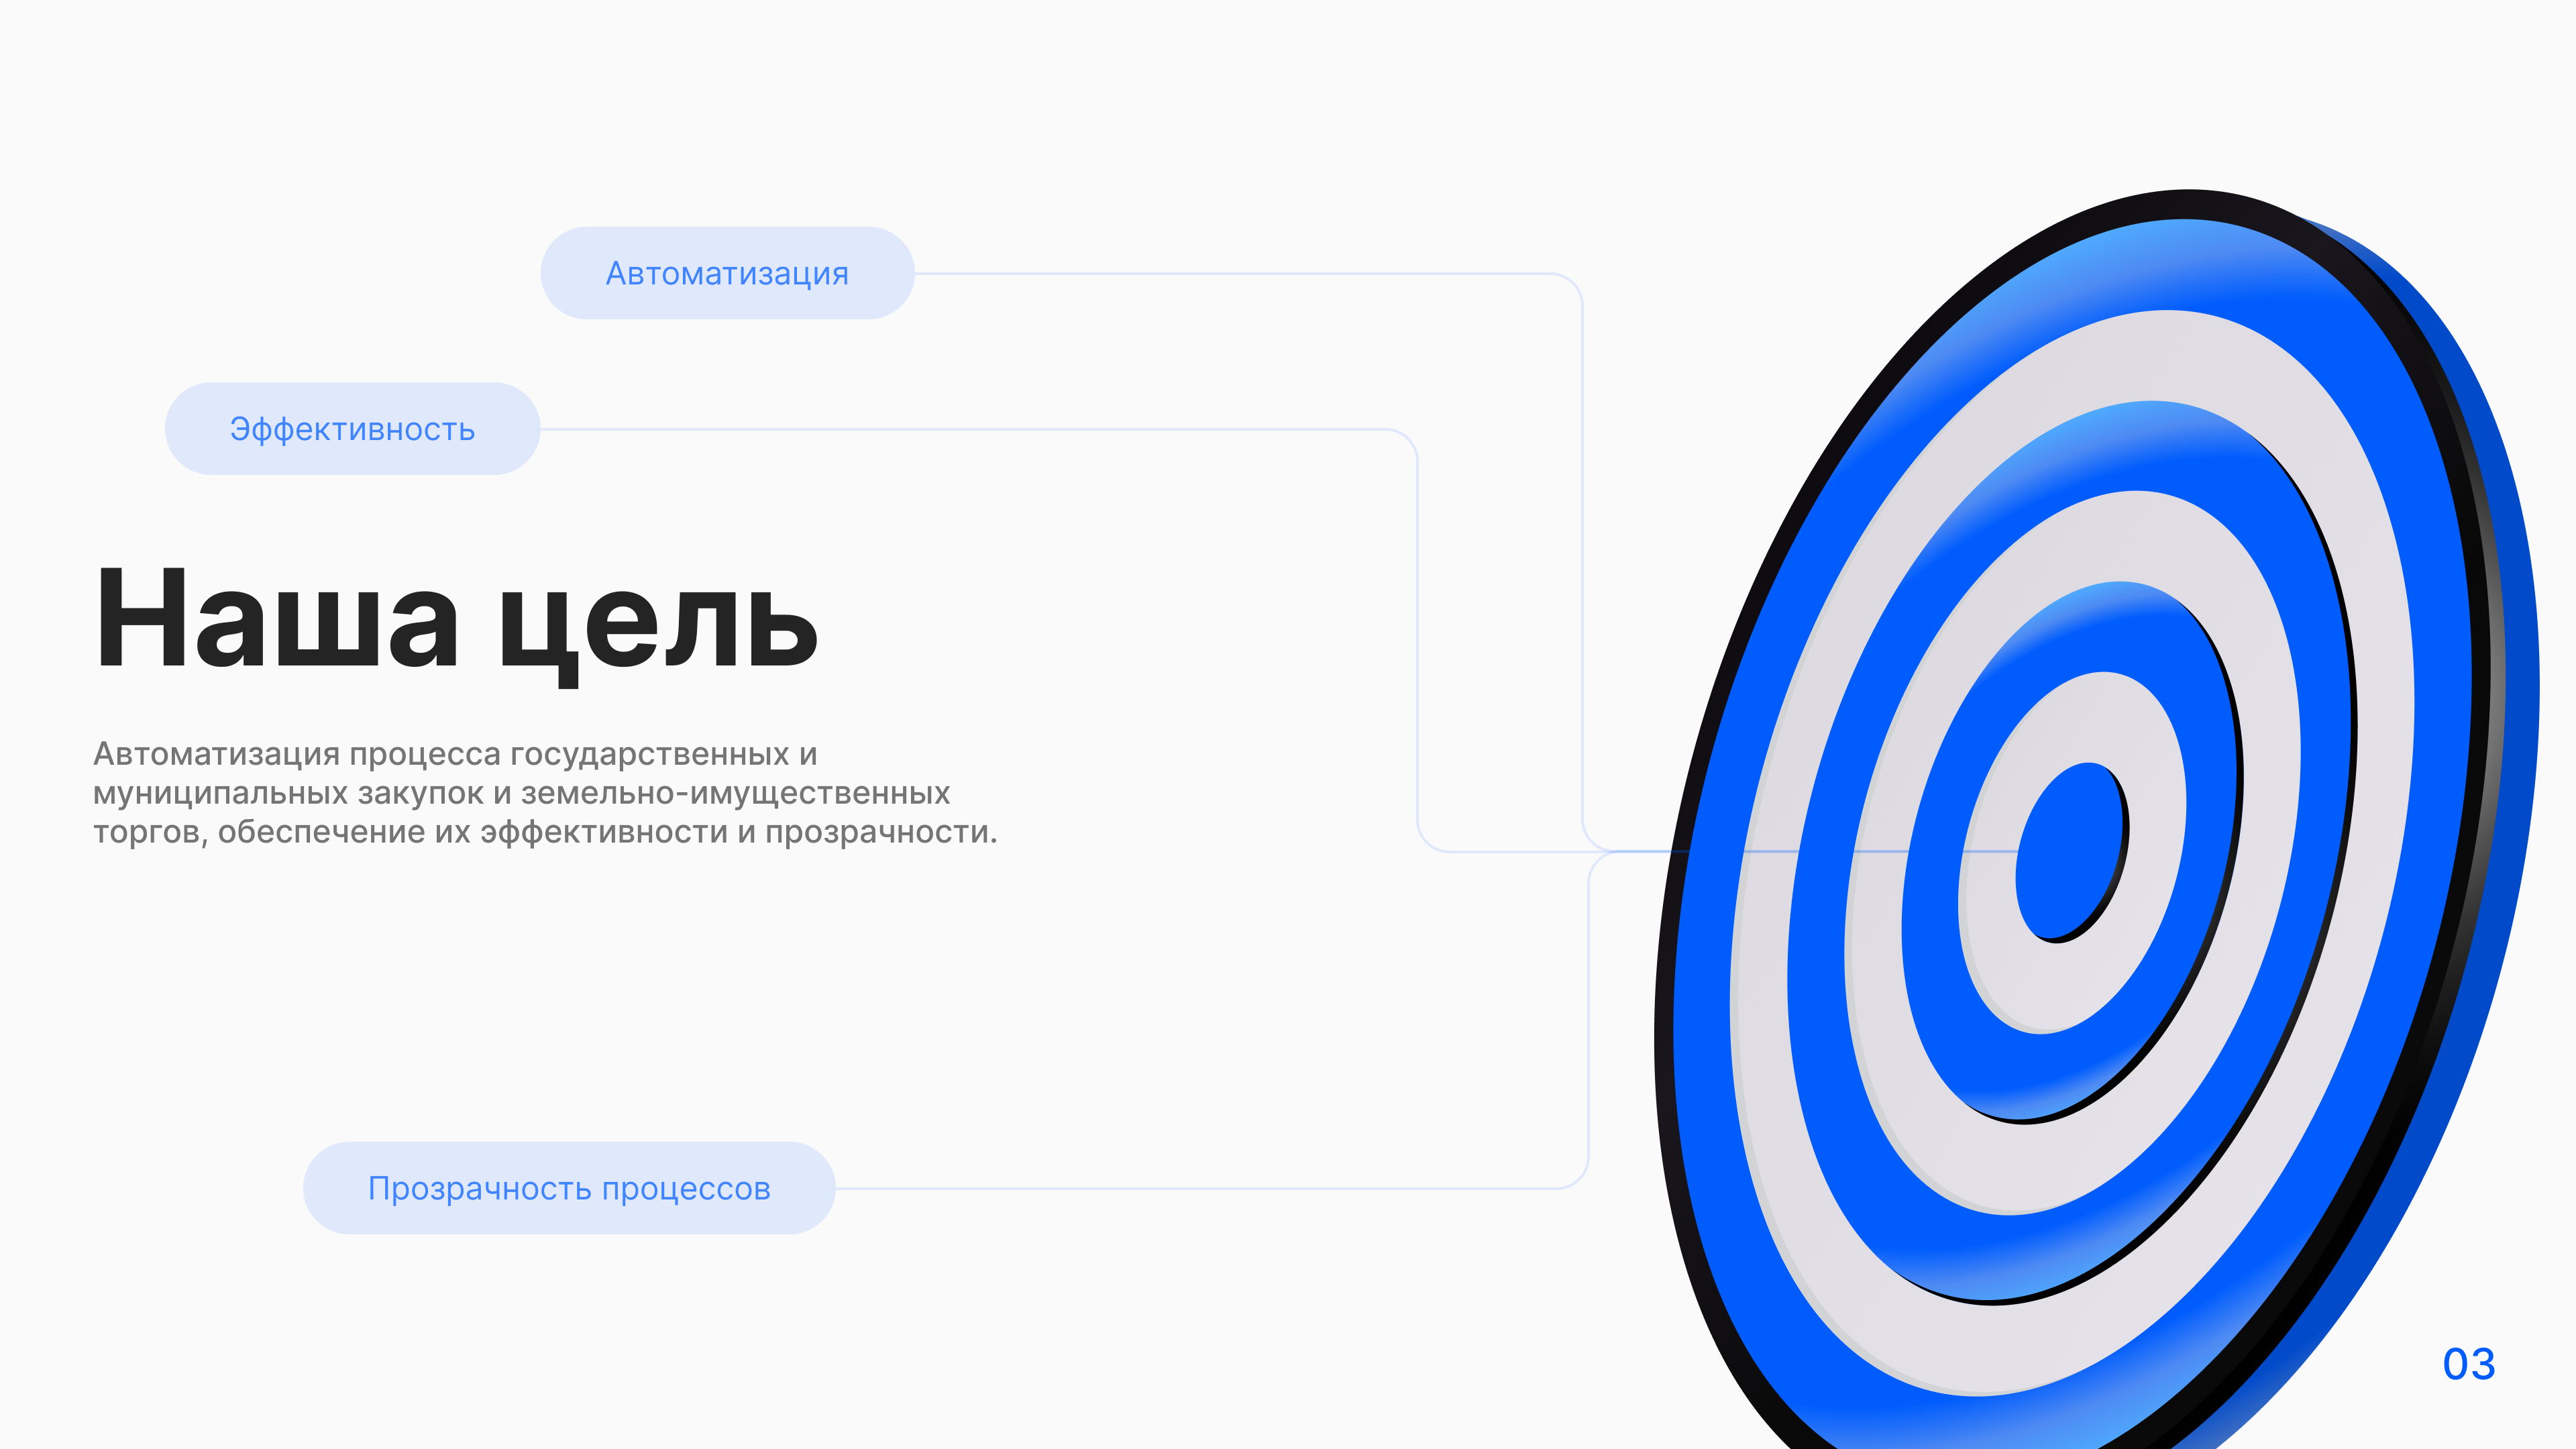 Автоматизация
Эффективность
Наша цель
Автоматизация процесса государственных и
муниципальных закупок и земельно-имущественных
торгов, обеспечение их эффективности и прозрачности.
Прозрачность процессов
03